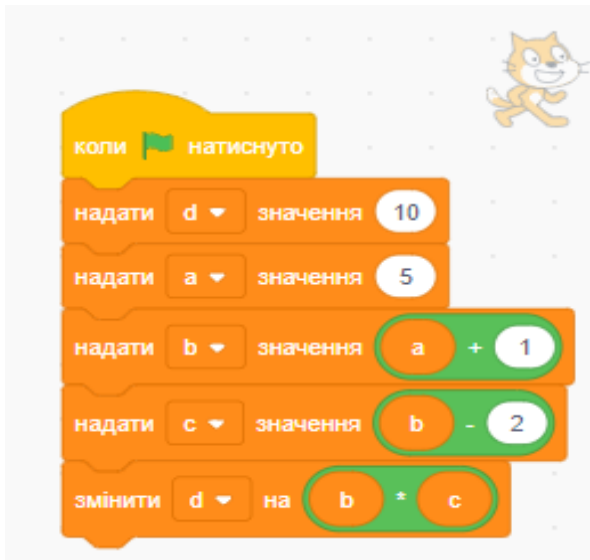 коли натиснуто
надати d значення 10
надати a значення 5
надати b значення a + 1
надати c значення b - 2
змінити d на b * c